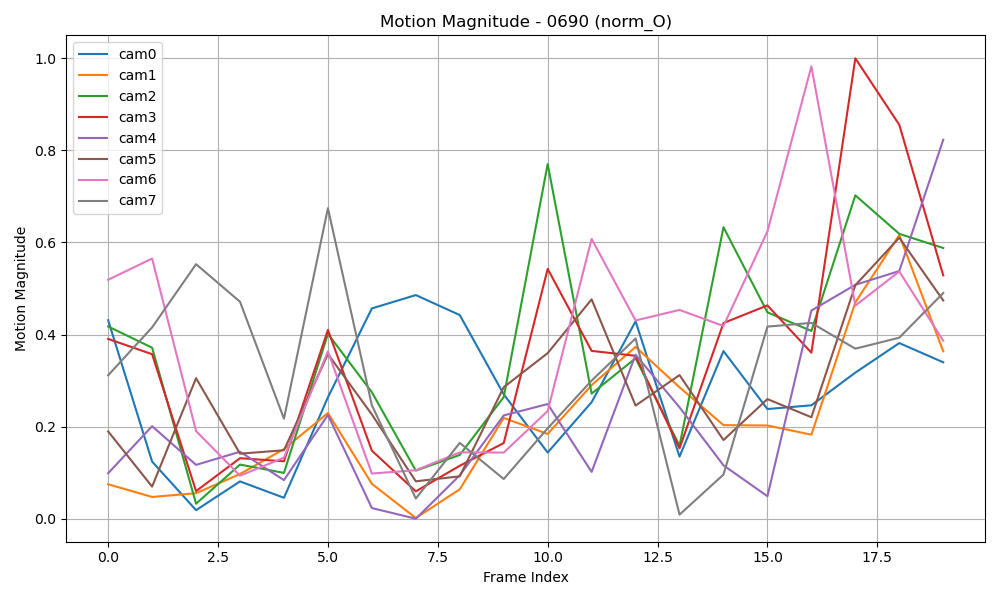 Motion Magnitude - 0690 (norm_O)
cam0
cam1
cam2
cam3
cam4
cam5
cam6
cam7
Motion Magnitude
1.0
0.8
0.6
0.4
0.2
0.0
0.0 2.5 5.0 7.5 10.0 12.5 15.0 17.5
Frame Index